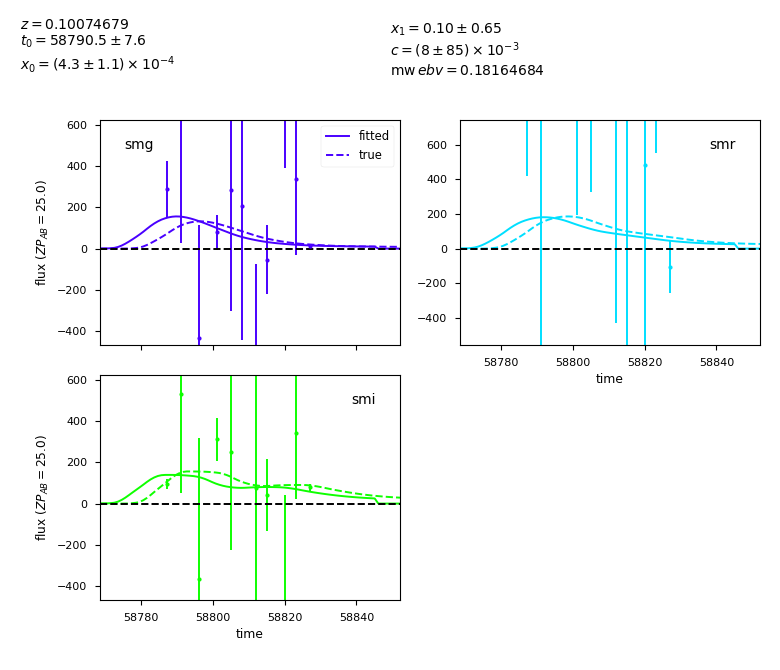 z = 0.10074679
t₀ = 58790.5 ± 7.6
x₀ = (4.3 ± 1.1) × 10⁻⁴
x₁ = 0.10 ± 0.65
c = (8 ± 85) × 10⁻³
mw ebv = 0.18164684
smg
fitted
true
600
400
200
0
−200
−400
flux (ZP_AB = 25.0)
smr
600
400
200
0
−200
−400
58780 58800 58820 58840
time
smi
600
400
200
0
−200
−400
flux (ZP_AB = 25.0)
58780 58800 58820 58840
time